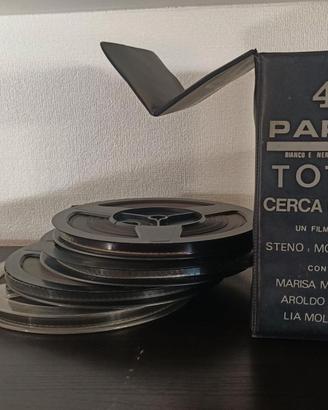 4
PAR
BIANCO E NER
TOT
CERCA
UN FILM
STENO e MO
CON
MARISA M
AROLDO
LIA MOL